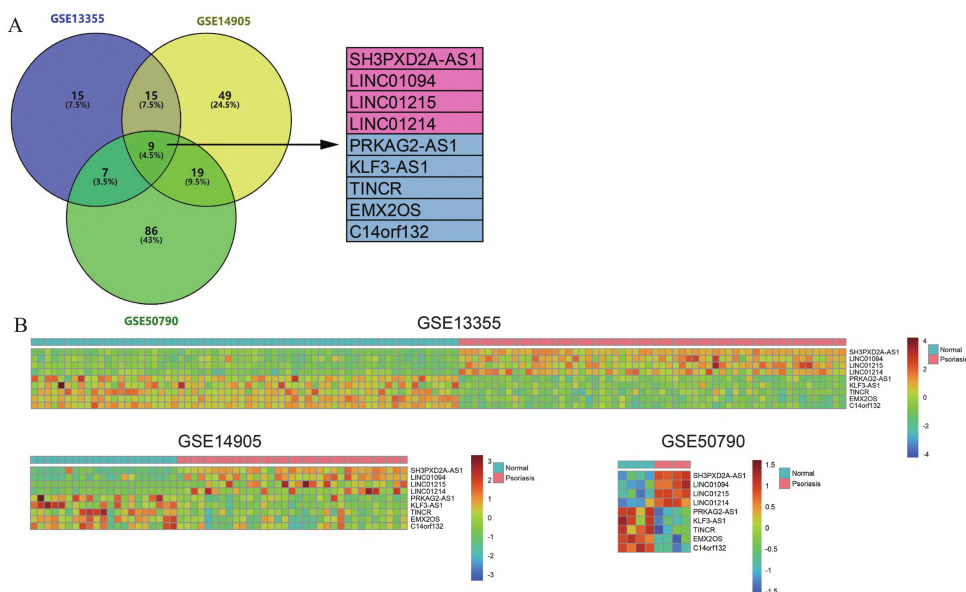 A
GSE13355
GSE14905
15
(7.5%)
15
(7.5%)
49
(24.5%)
9
(4.5%)
7
(3.5%)
19
(9.5%)
86
(43%)
GSE50790
SH3PXD2A-AS1
LINC01094
LINC01215
LINC01214
PRKAG2-AS1
KLF3-AS1
TINCR
EMX2OS
C14orf132
B
GSE13355
SH3PXD2A-AS1
LINC01094
LINC01215
LINC01214
PRKAG2-AS1
KLF3-AS1
TINCR
EMX2OS
C14orf132
4
2
0
-2
-4
Normal
Psoriasis
GSE14905
SH3PXD2A-AS1
LINC01094
LINC01215
LINC01214
PRKAG2-AS1
KLF3-AS1
TINCR
EMX2OS
C14orf132
3
2
1
0
-1
-2
-3
Normal
Psoriasis
GSE50790
SH3PXD2A-AS1
LINC01094
LINC01215
LINC01214
PRKAG2-AS1
KLF3-AS1
TINCR
EMX2OS
C14orf132
1.5
1
0.5
0
-0.5
-1
-1.5
Normal
Psoriasis